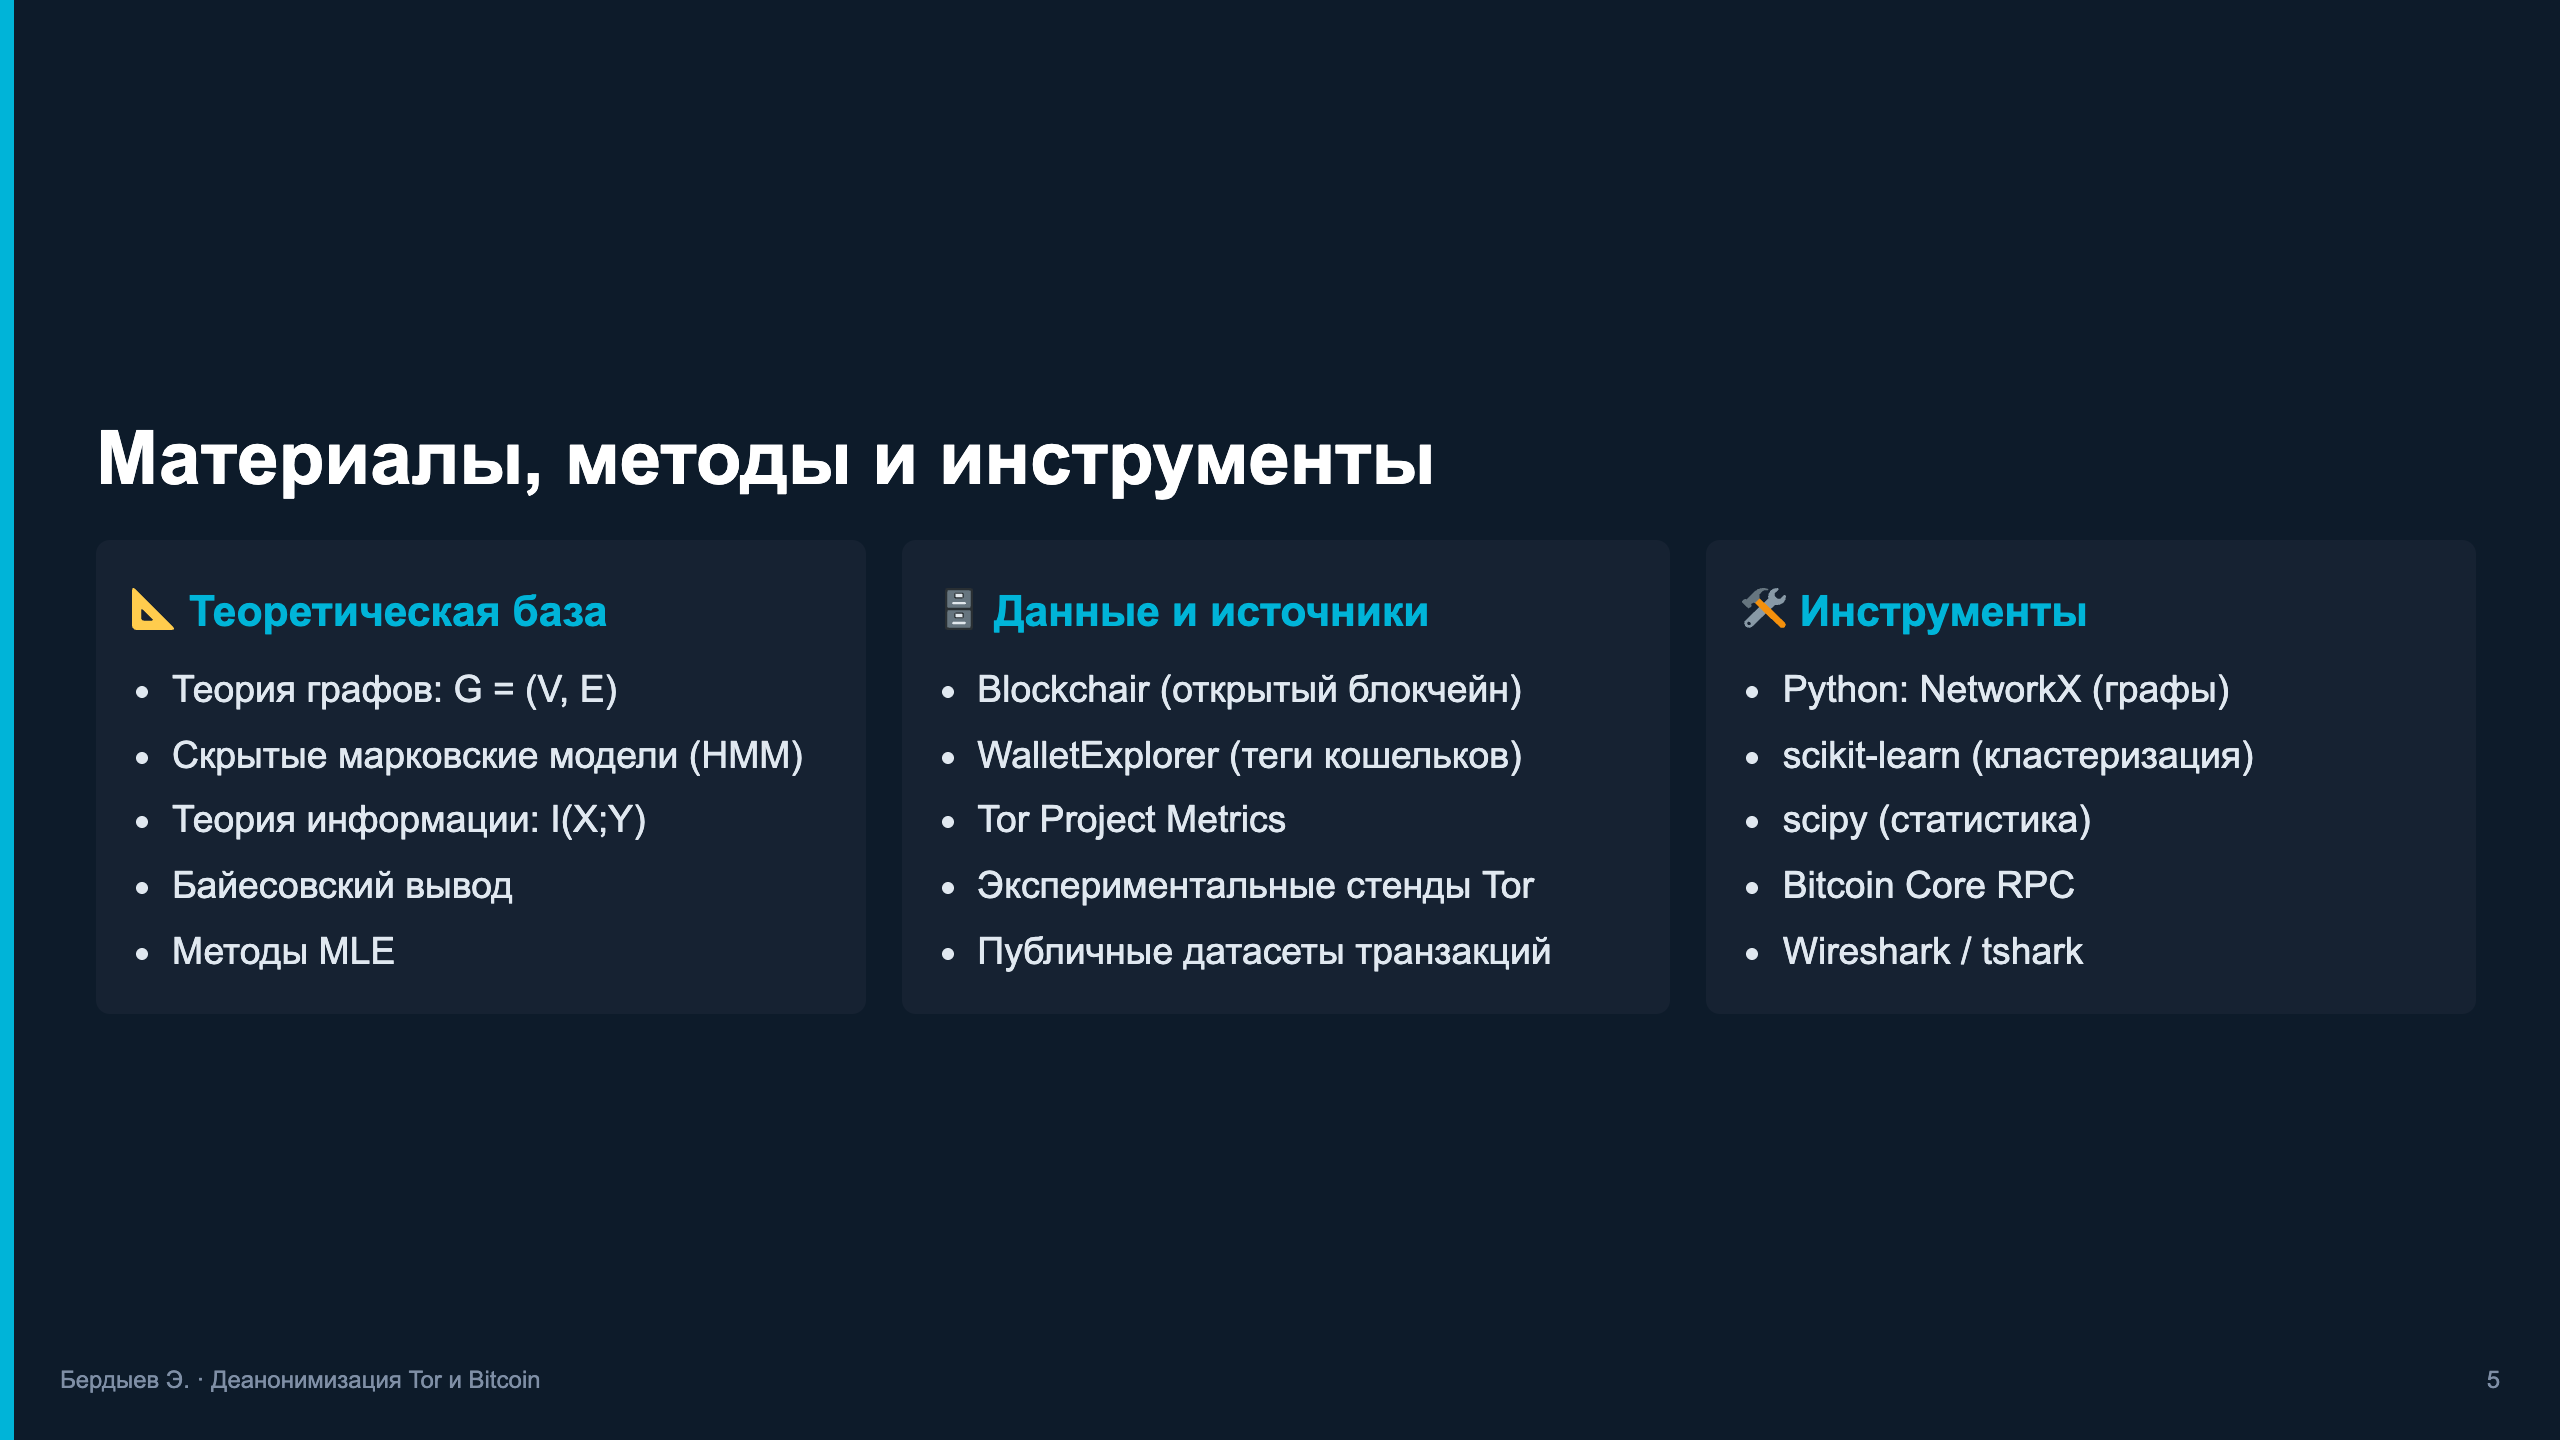 Материалы, методы и инструменты
Теоретическая база
• Теория графов: G = (V, E)
• Скрытые марковские модели (HMM)
• Теория информации: I(X;Y)
• Байесовский вывод
• Методы MLE
Данные и источники
• Blockchair (открытый блокчейн)
• WalletExplorer (теги кошельков)
• Tor Project Metrics
• Экспериментальные стенды Tor
• Публичные датасеты транзакций
Инструменты
• Python: NetworkX (графы)
• scikit-learn (кластеризация)
• scipy (статистика)
• Bitcoin Core RPC
• Wireshark / tshark
Бердыев Э. · Деанонимизация Tor и Bitcoin
5